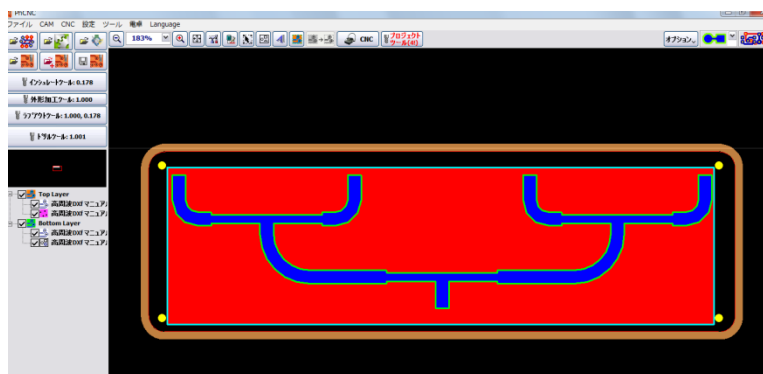 PhCNC
ファイル CAM CNC 設定 ツール 電卓 Language
183%
CNC
プロジェクト
ツール(41)
オプション
インシュレートツール: 0.178
外形加工ツール: 1.000
ラブアウトツール: 1.000, 0.178
ドリルツール: 1.001
Top Layer
高周波DXFマニュア
高周波DXFマニュア
Bottom Layer
高周波DXFマニュア
高周波DXFマニュア